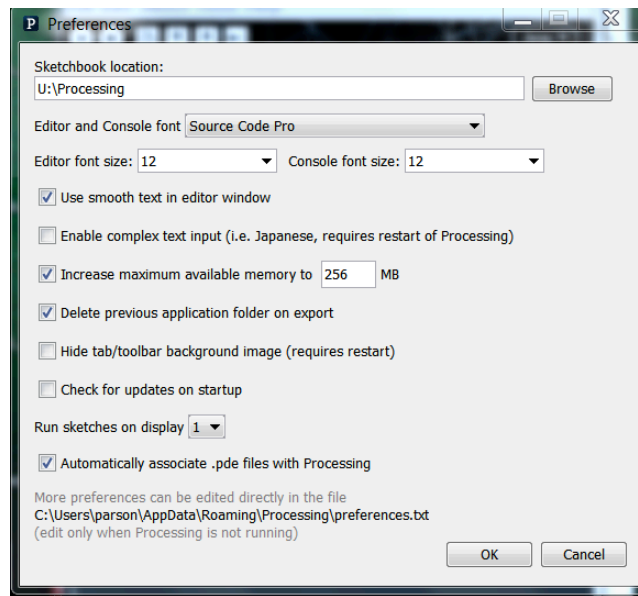 P Preferences
Sketchbook location:
U:\Processing
Browse
Editor and Console font Source Code Pro
Editor font size: 12 Console font size: 12
Use smooth text in editor window
Enable complex text input (i.e. Japanese, requires restart of Processing)
Increase maximum available memory to 256 MB
Delete previous application folder on export
Hide tab/toolbar background image (requires restart)
Check for updates on startup
Run sketches on display 1
Automatically associate .pde files with Processing
More preferences can be edited directly in the file
C:\Users\parson\AppData\Roaming\Processing\preferences.txt
(edit only when Processing is not running)
OK Cancel